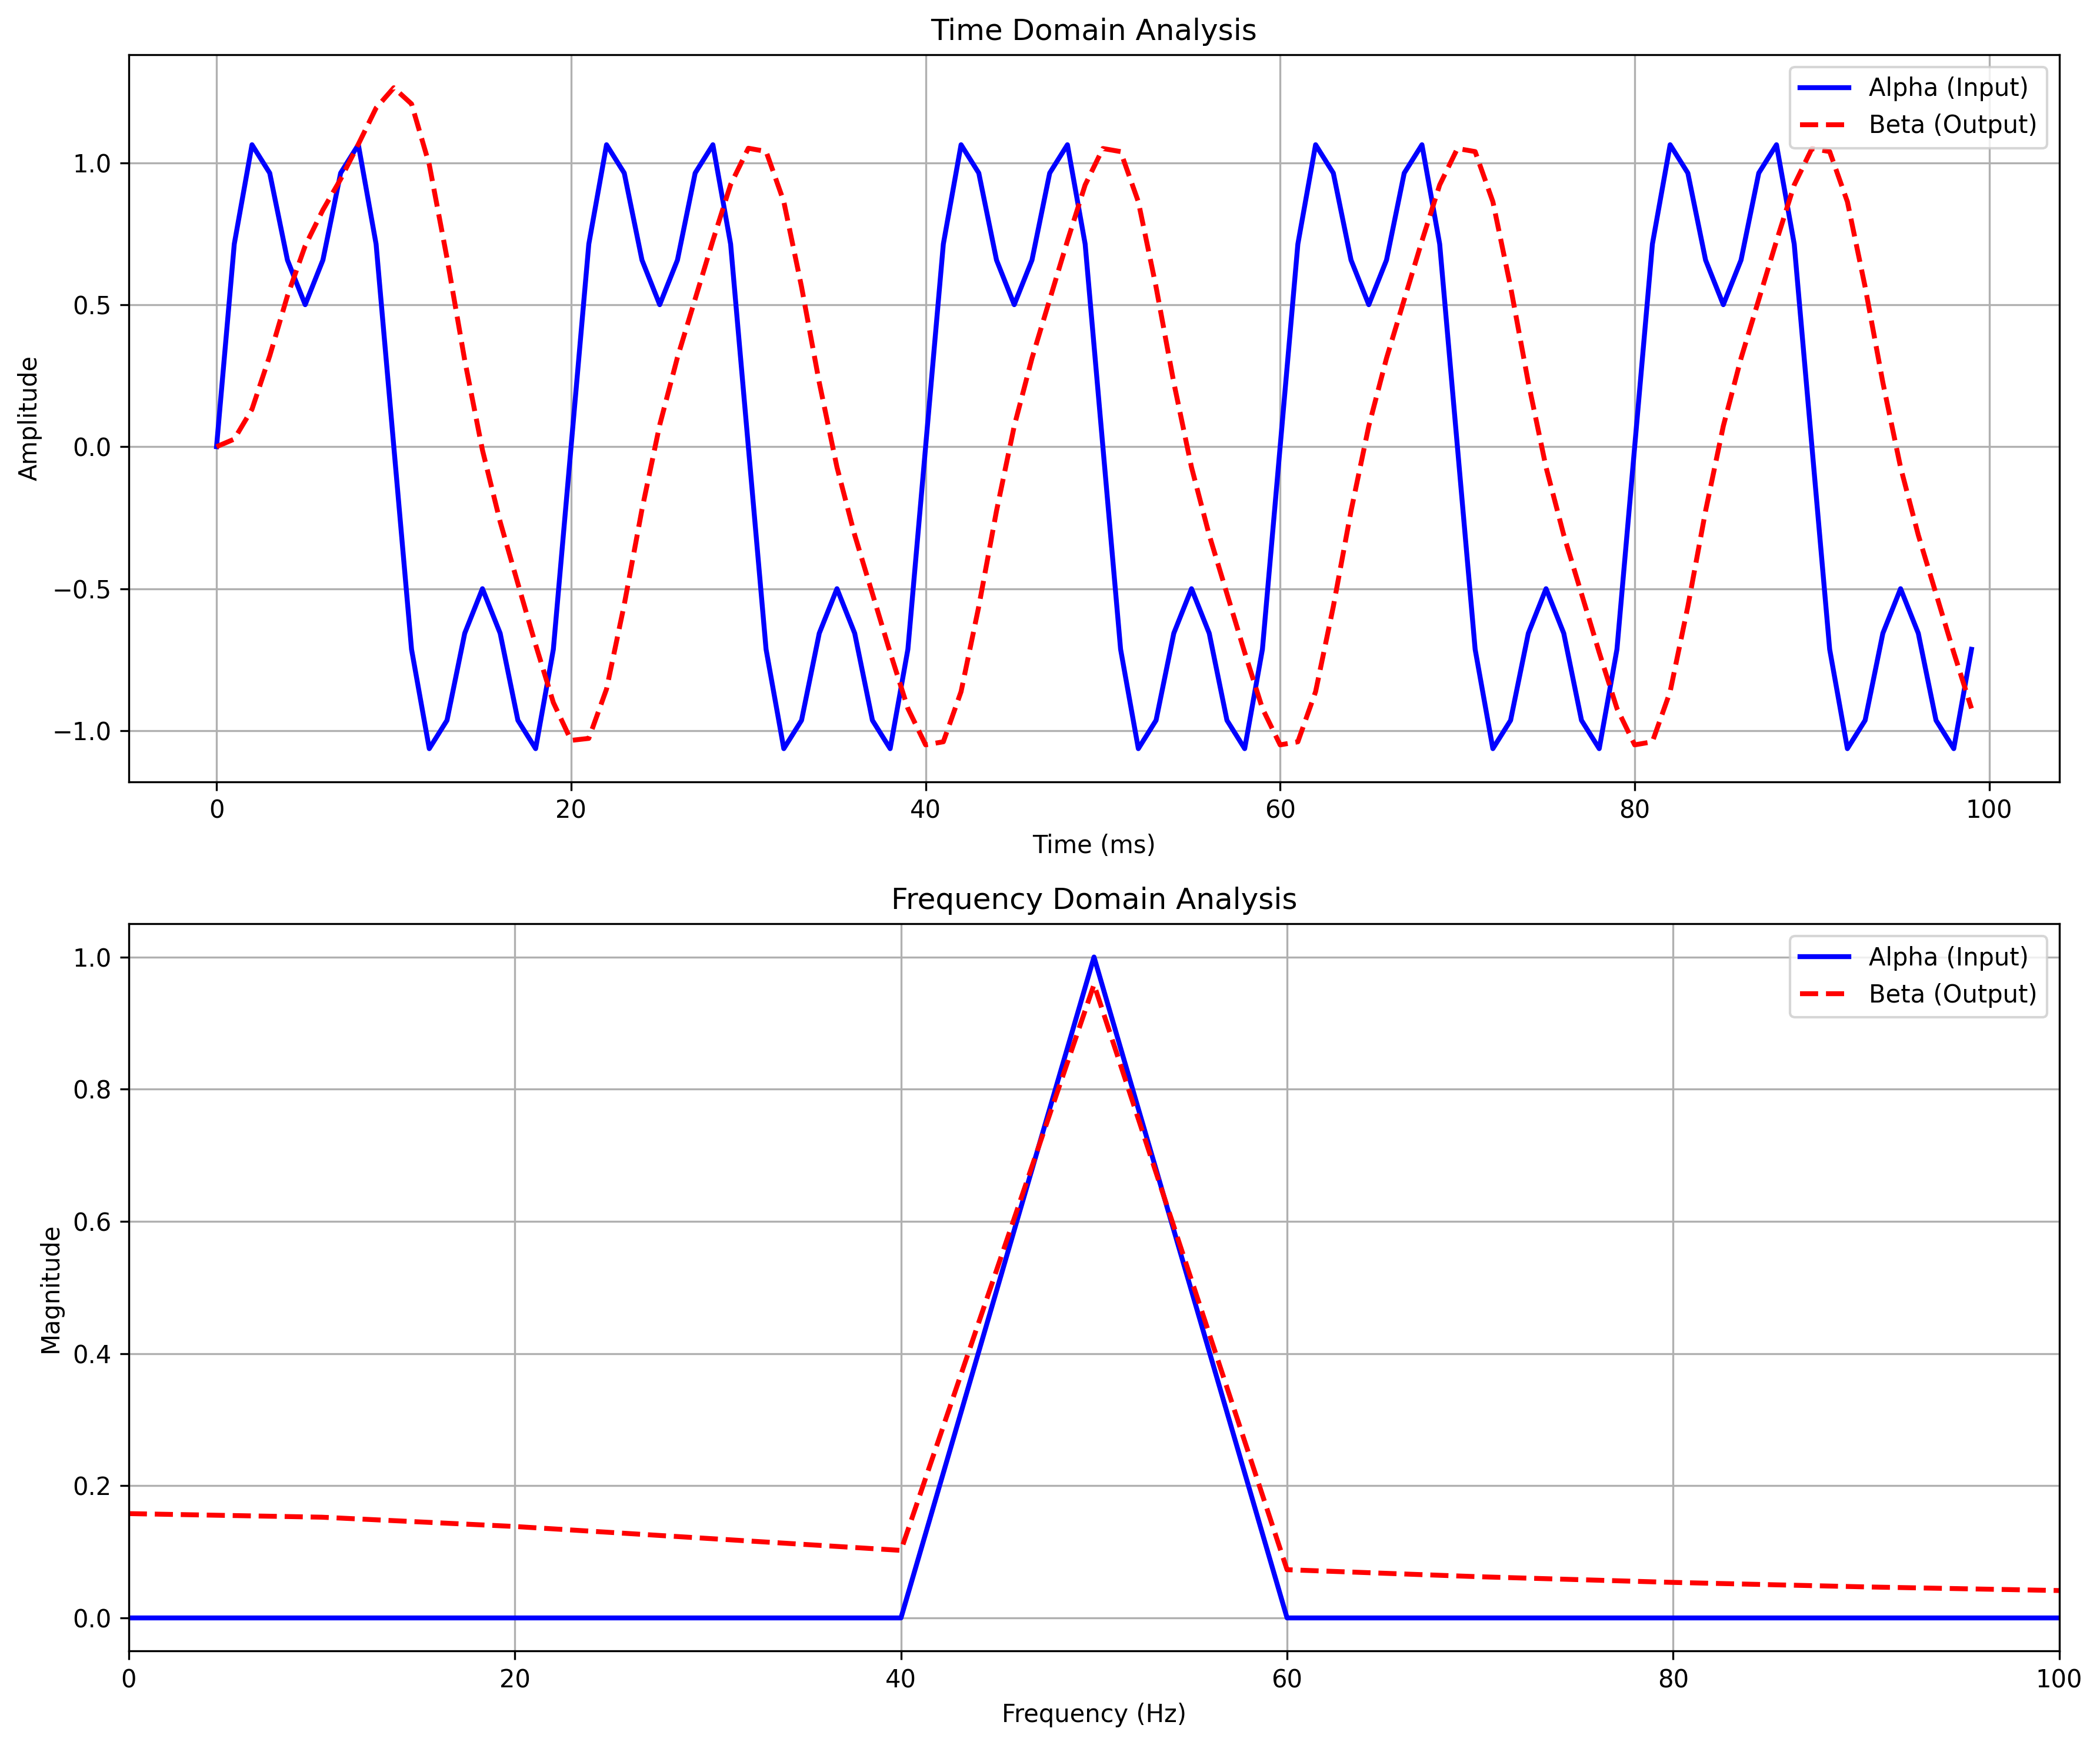 Time Domain Analysis
Alpha (Input)
Beta (Output)
Amplitude
1.0
0.5
0.0
−0.5
−1.0
0 20 40 60 80 100
Time (ms)
Frequency Domain Analysis
Alpha (Input)
Beta (Output)
Magnitude
1.0
0.8
0.6
0.4
0.2
0.0
0 20 40 60 80 100
Frequency (Hz)